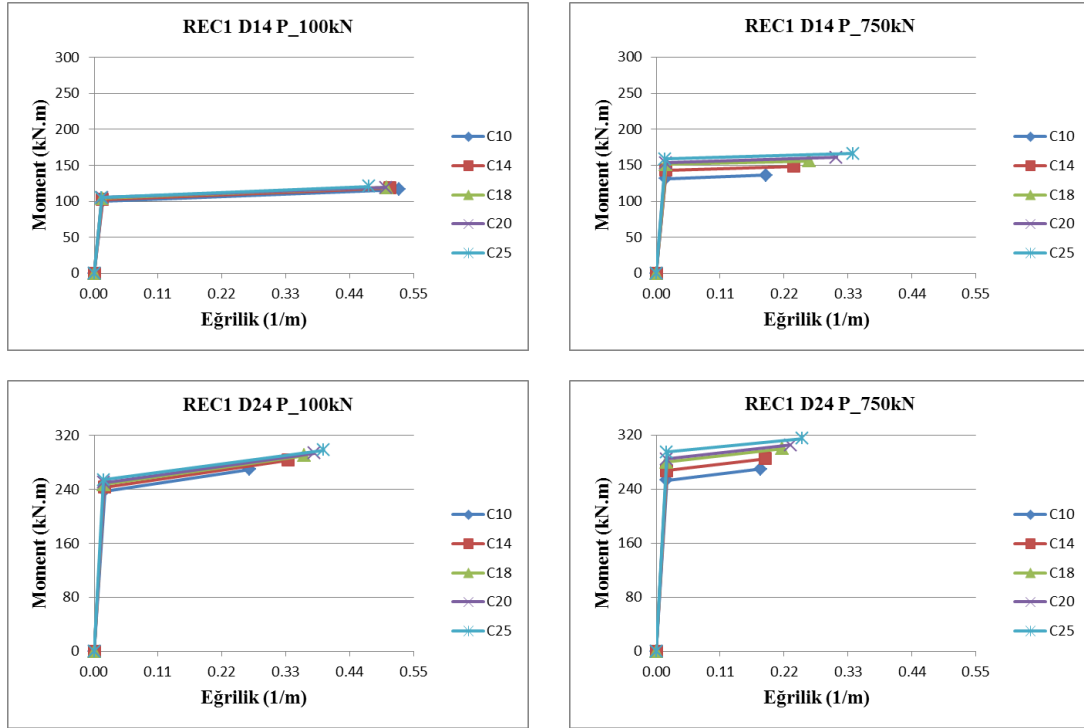 REC1 D14 P_100kN
Moment (kN.m)
300
250
200
150
100
50
0
0.00 0.11 0.22 0.33 0.44 0.55
Eğrilik (1/m)
C10
C14
C18
C20
C25
REC1 D14 P_750kN
Moment (kN.m)
300
250
200
150
100
50
0
0.00 0.11 0.22 0.33 0.44 0.55
Eğrilik (1/m)
C10
C14
C18
C20
C25
REC1 D24 P_100kN
Moment (kN.m)
320
240
160
80
0
0.00 0.11 0.22 0.33 0.44 0.55
Eğrilik (1/m)
C10
C14
C18
C20
C25
REC1 D24 P_750kN
Moment (kN.m)
320
240
160
80
0
0.00 0.11 0.22 0.33 0.44 0.55
Eğrilik (1/m)
C10
C14
C18
C20
C25